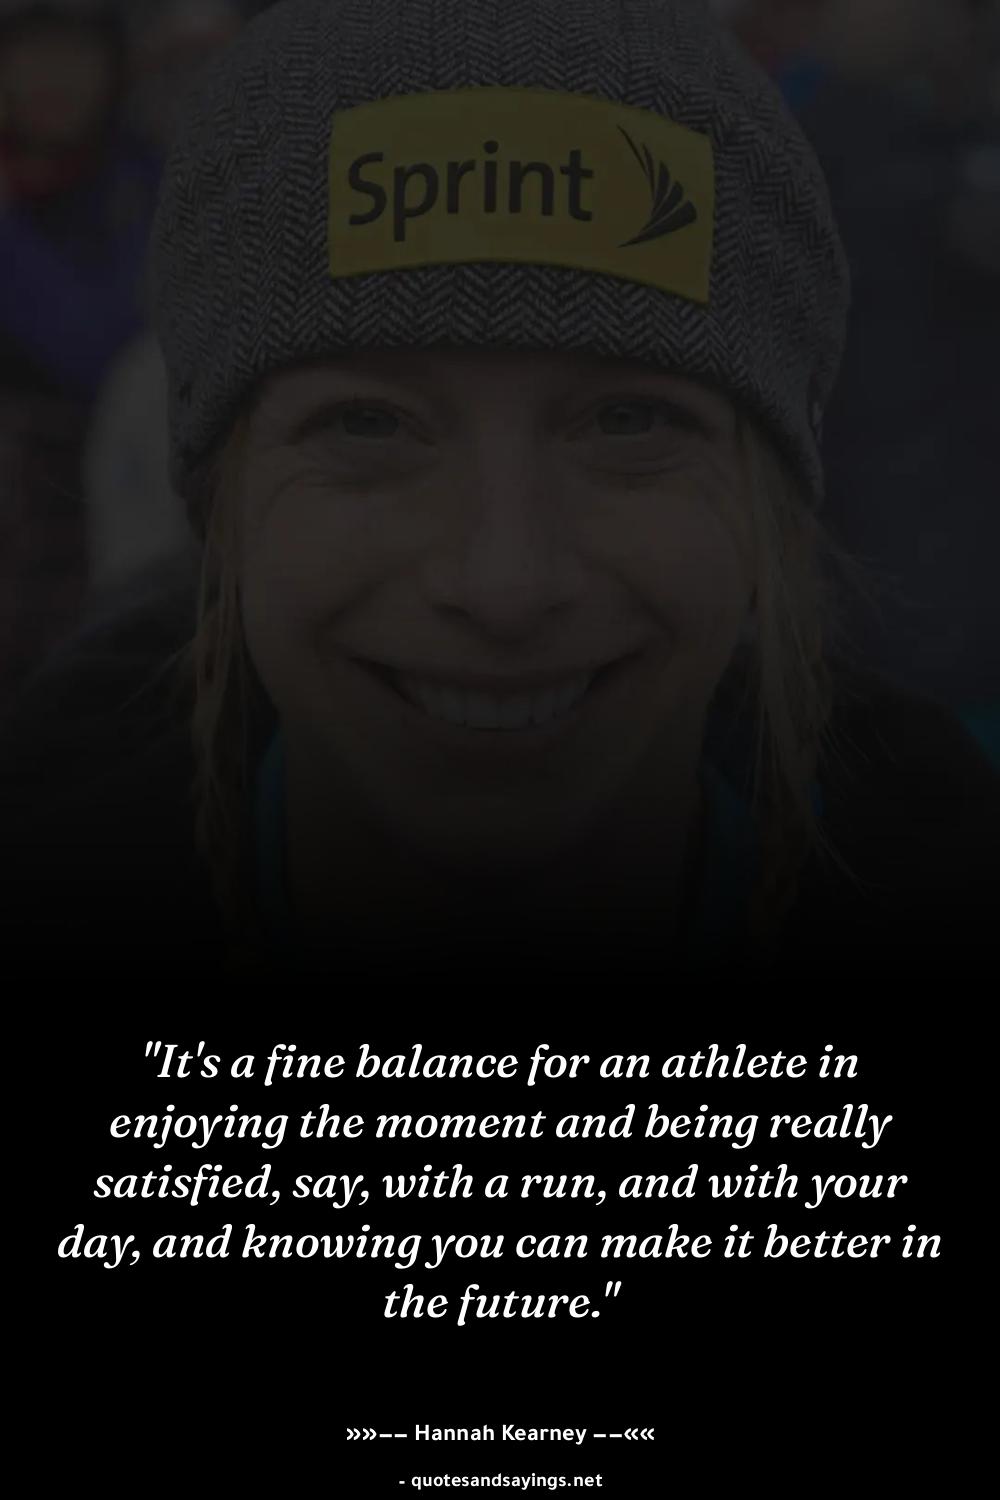 Sprint
"It's a fine balance for an athlete in
enjoying the moment and being really
satisfied, say, with a run, and with your
day, and knowing you can make it better in
the future."
»»−− Hannah Kearney −−««
- quotesandsayings.net